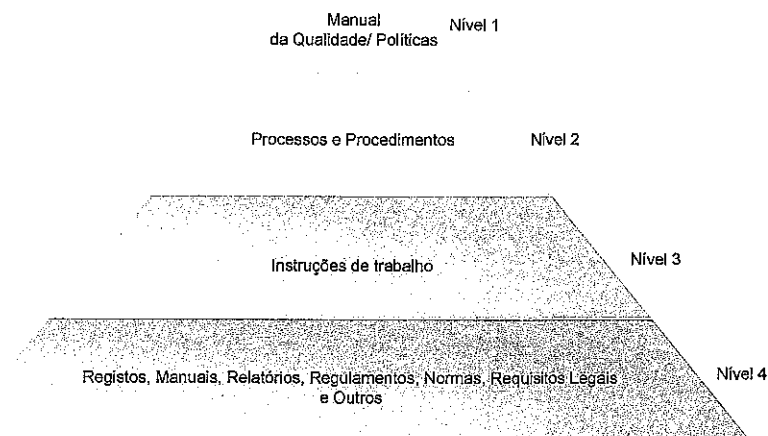 Manual
da Qualidade/ Políticas
Nível 1
Processos e Procedimentos
Nível 2
Instruções de trabalho
Nível 3
Registos, Manuais, Relatórios, Regulamentos, Normas, Requisitos Legais
e Outros
Nível 4